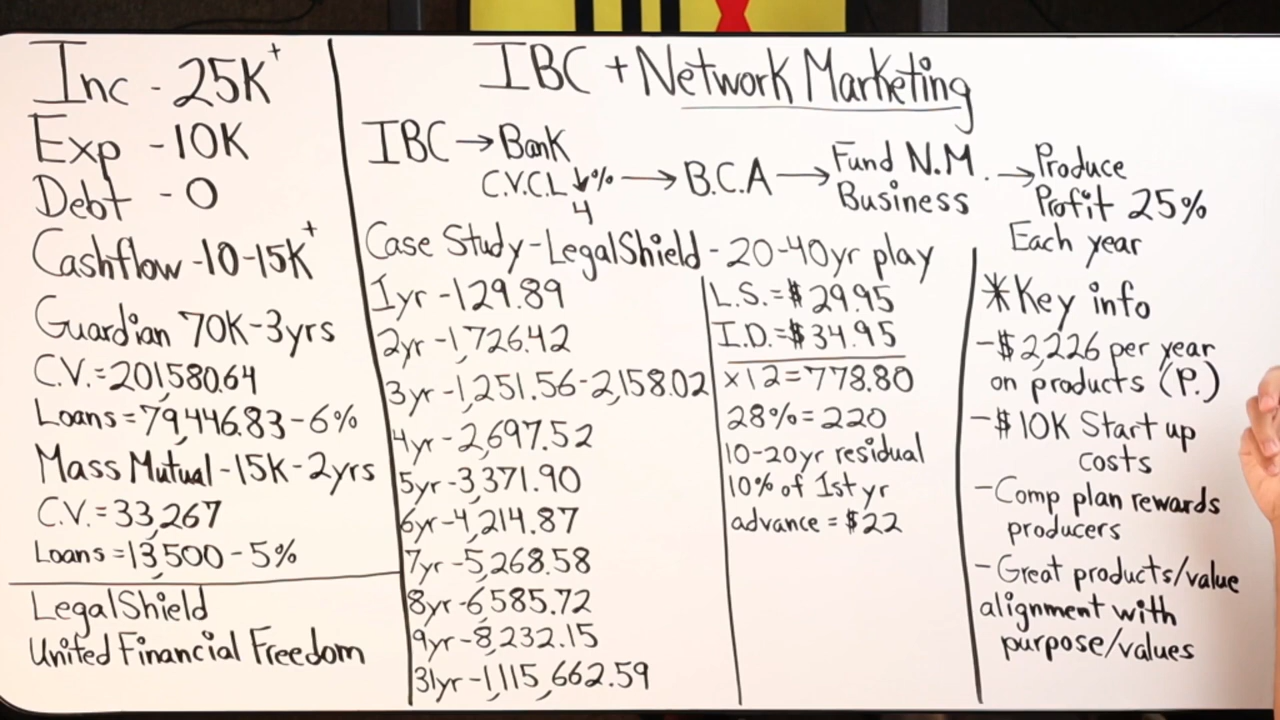 Inc - 25K+
Exp - 10K
Debt - 0
Cashflow - 10-15K+
Guardian 70K - 3yrs
C.V. = 201,580.64
Loans = 79,446.83 - 6%
Mass Mutual - 15K - 2yrs
C.V. = 33,267
Loans = 13,500 - 5%
LegalShield
United Financial Freedom
IBC + Network Marketing
IBC → Bank
C.V.C.L ↓% → B.C.A → Fund N.M. Business → Produce Profit 25%
4
Each year
Case Study - LegalShield - 20-40yr play
1yr - 129.89
2yr - 1,726.42
3yr - 1,251.56 - 2,158.02
4yr - 2,697.52
5yr - 3,371.90
6yr - 4,214.87
7yr - 5,268.58
8yr - 6,585.72
9yr - 8,232.15
31yr - 1,115,662.59
L.S. = $29.95
I.D. = $34.95
x12 = 778.80
28% = 220
10-20yr residual
10% of 1st yr
advance = $22
*Key info
- $2,226 per year
on products (P.)
- $10K Start up
costs
- Comp plan rewards
producers
- Great products/value
alignment with
purpose/values